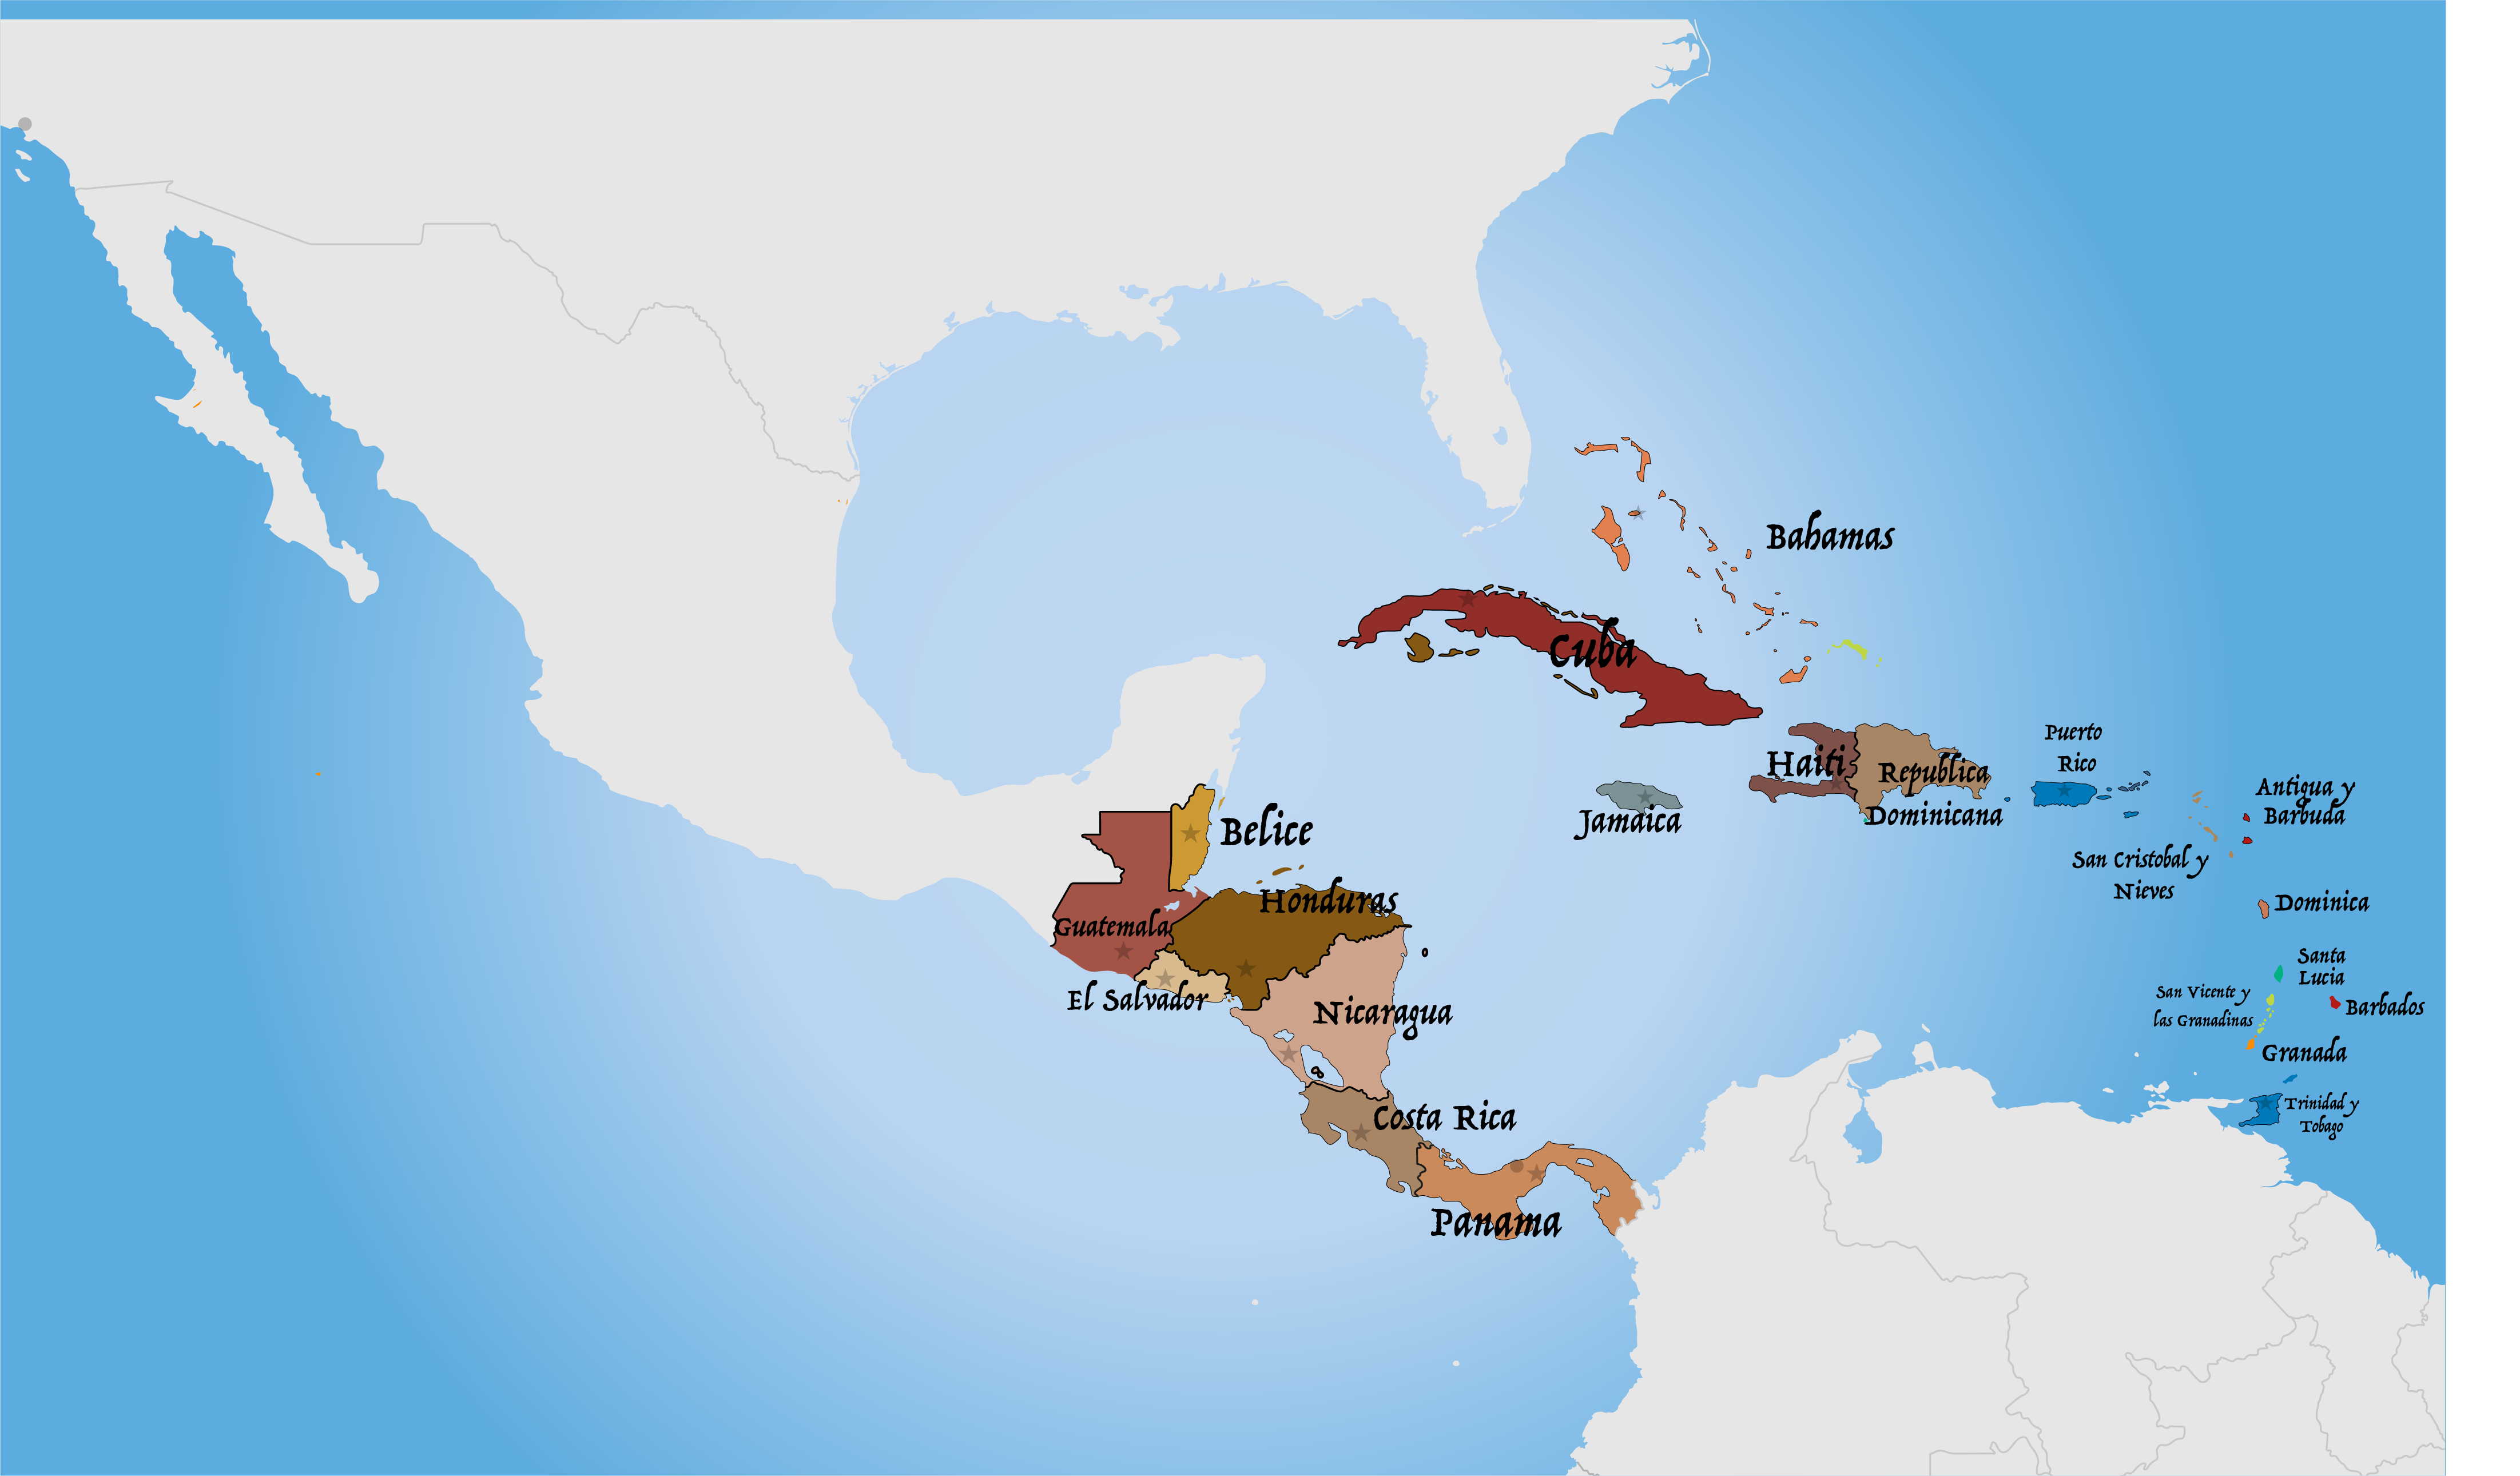 Bahamas
Cuba
Puerto
Rico
Haiti
Republica
Dominicana
Jamaica
Antigua y
Barbuda
Belice
San Cristobal y
Nieves
Honduras
Dominica
Guatemala
Santa
Lucia
El Salvador
San Vicente y
las Granadinas
Barbados
Nicaragua
Granada
Costa Rica
Trinidad y
Tobago
Panama